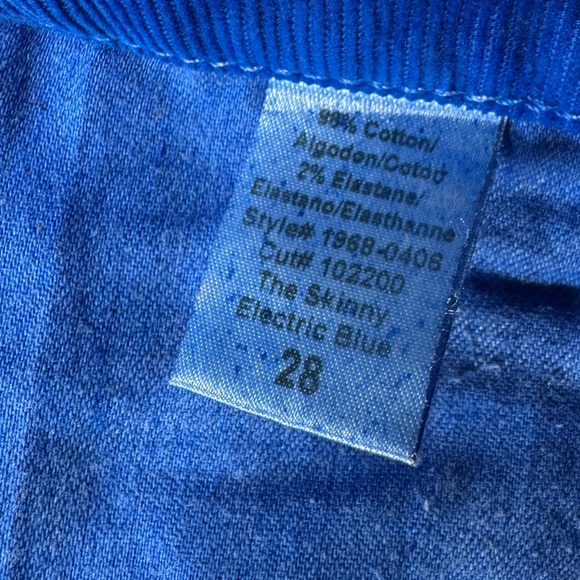 98% Cotton/
Algodon/Coton
2% Elastane/
Elastano/Elasthanne
Style# 1968-0406
Cut# 102200
The Skinny
Electric Blue
28